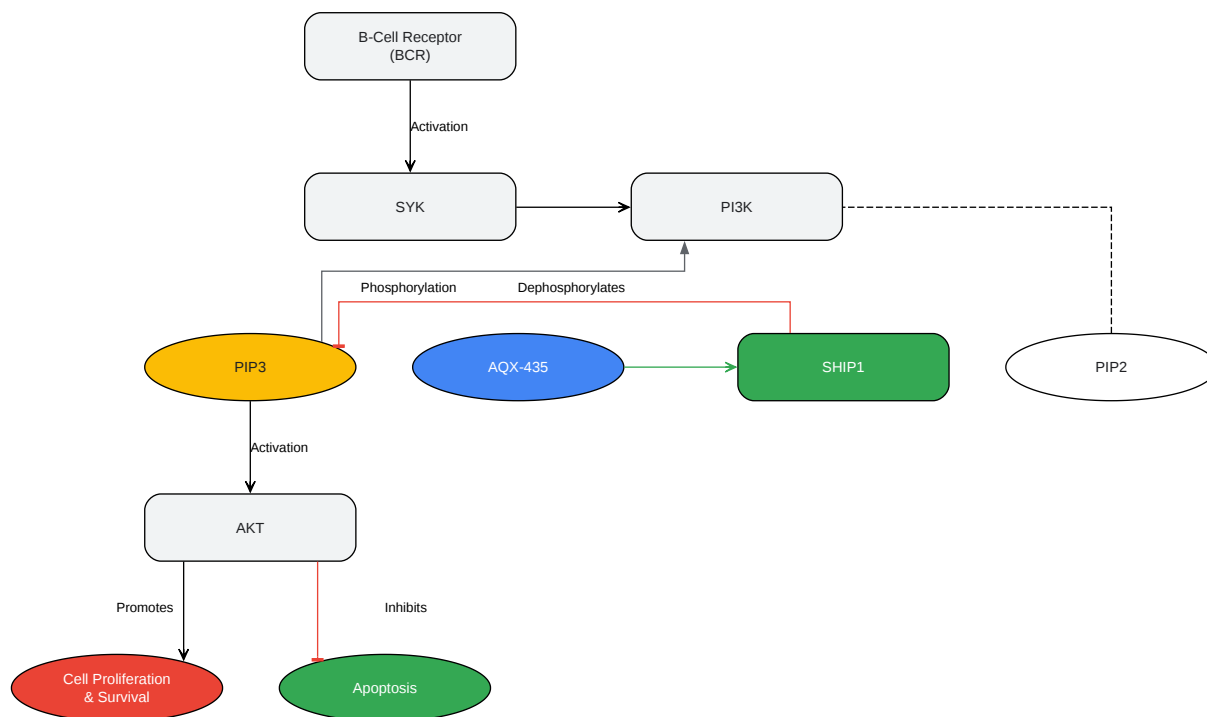 B-Cell Receptor
(BCR)
Activation
SYK
PI3K
Phosphorylation
Dephosphorylates
PIP3
AQX-435
SHIP1
PIP2
Activation
AKT
Promotes
Inhibits
Cell Proliferation
& Survival
Apoptosis